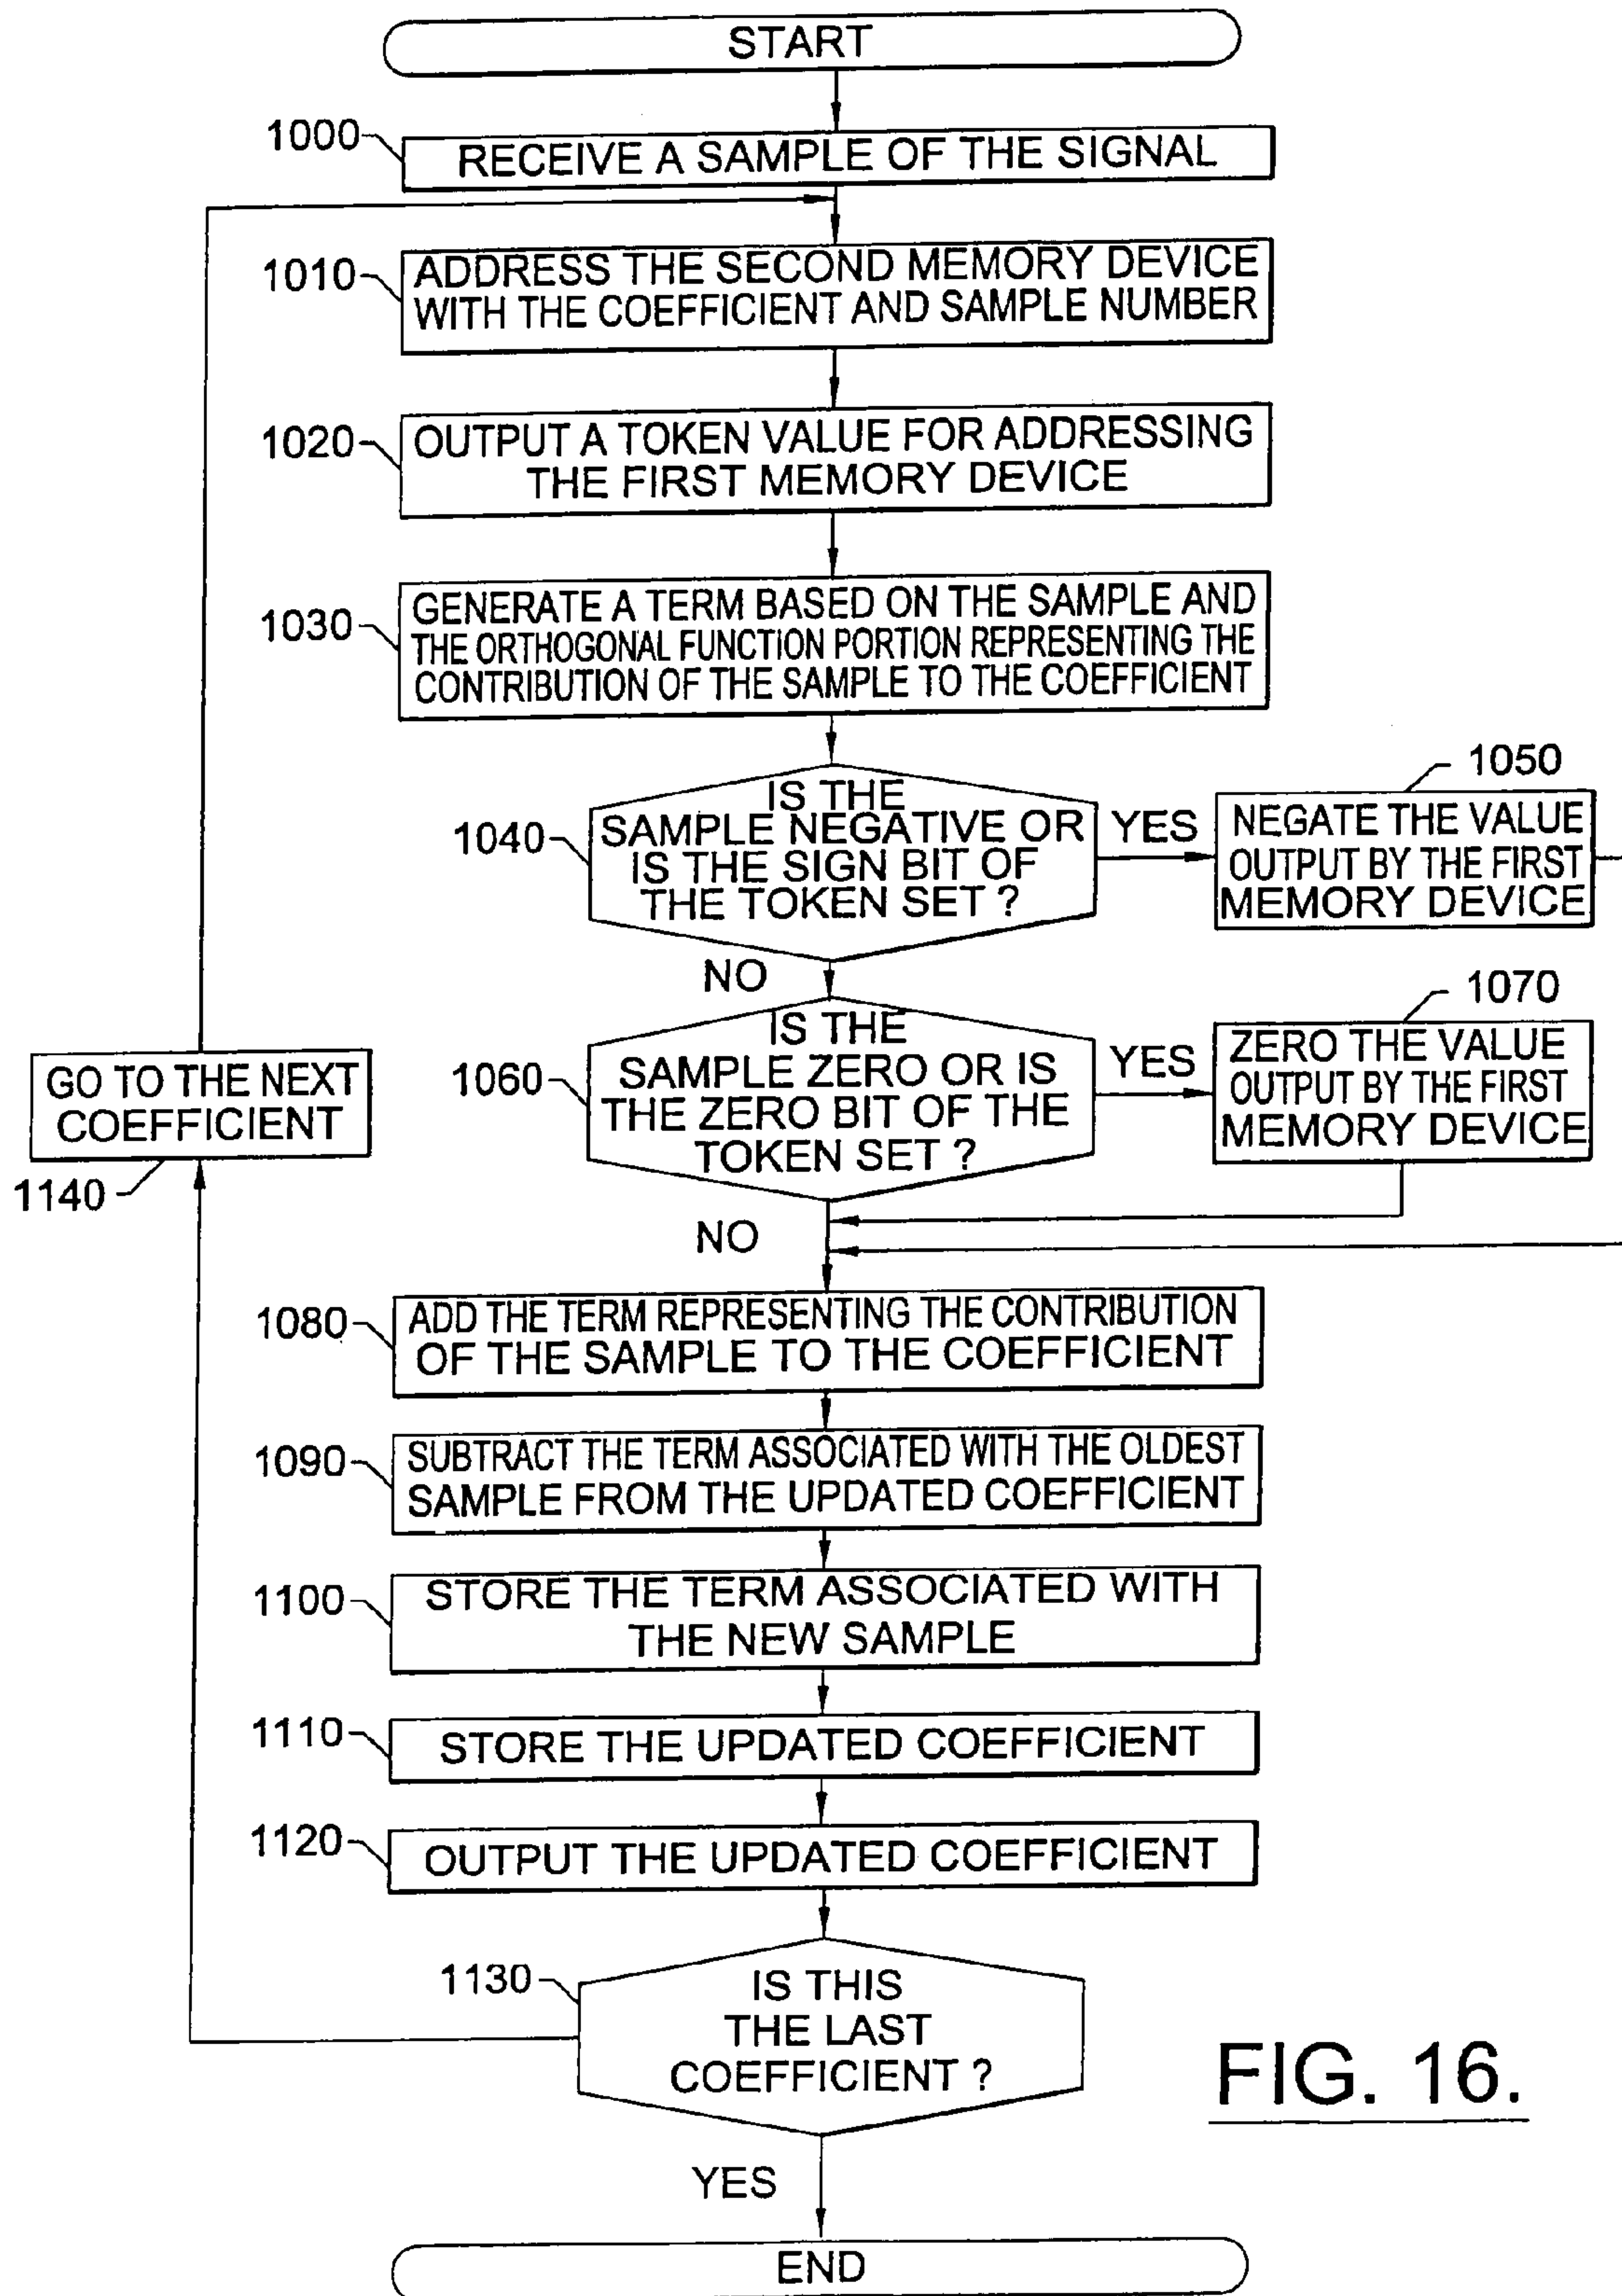 START
1000
RECEIVE A SAMPLE OF THE SIGNAL
1010
ADDRESS THE SECOND MEMORY DEVICE
WITH THE COEFFICIENT AND SAMPLE NUMBER
1020
OUTPUT A TOKEN VALUE FOR ADDRESSING
THE FIRST MEMORY DEVICE
1030
GENERATE A TERM BASED ON THE SAMPLE AND
THE ORTHOGONAL FUNCTION PORTION REPRESENTING THE
CONTRIBUTION OF THE SAMPLE TO THE COEFFICIENT
1040
IS THE
SAMPLE NEGATIVE OR
IS THE SIGN BIT OF
THE TOKEN SET ?
YES
1050
NEGATE THE VALUE
OUTPUT BY THE FIRST
MEMORY DEVICE
NO
1060
IS THE
SAMPLE ZERO OR IS
THE ZERO BIT OF THE
TOKEN SET ?
YES
1070
ZERO THE VALUE
OUTPUT BY THE FIRST
MEMORY DEVICE
GO TO THE NEXT
COEFFICIENT
1140
NO
1080
ADD THE TERM REPRESENTING THE CONTRIBUTION
OF THE SAMPLE TO THE COEFFICIENT
1090
SUBTRACT THE TERM ASSOCIATED WITH THE OLDEST
SAMPLE FROM THE UPDATED COEFFICIENT
1100
STORE THE TERM ASSOCIATED WITH
THE NEW SAMPLE
1110
STORE THE UPDATED COEFFICIENT
1120
OUTPUT THE UPDATED COEFFICIENT
1130
IS THIS
THE LAST
COEFFICIENT ?
YES
END
FIG. 16.